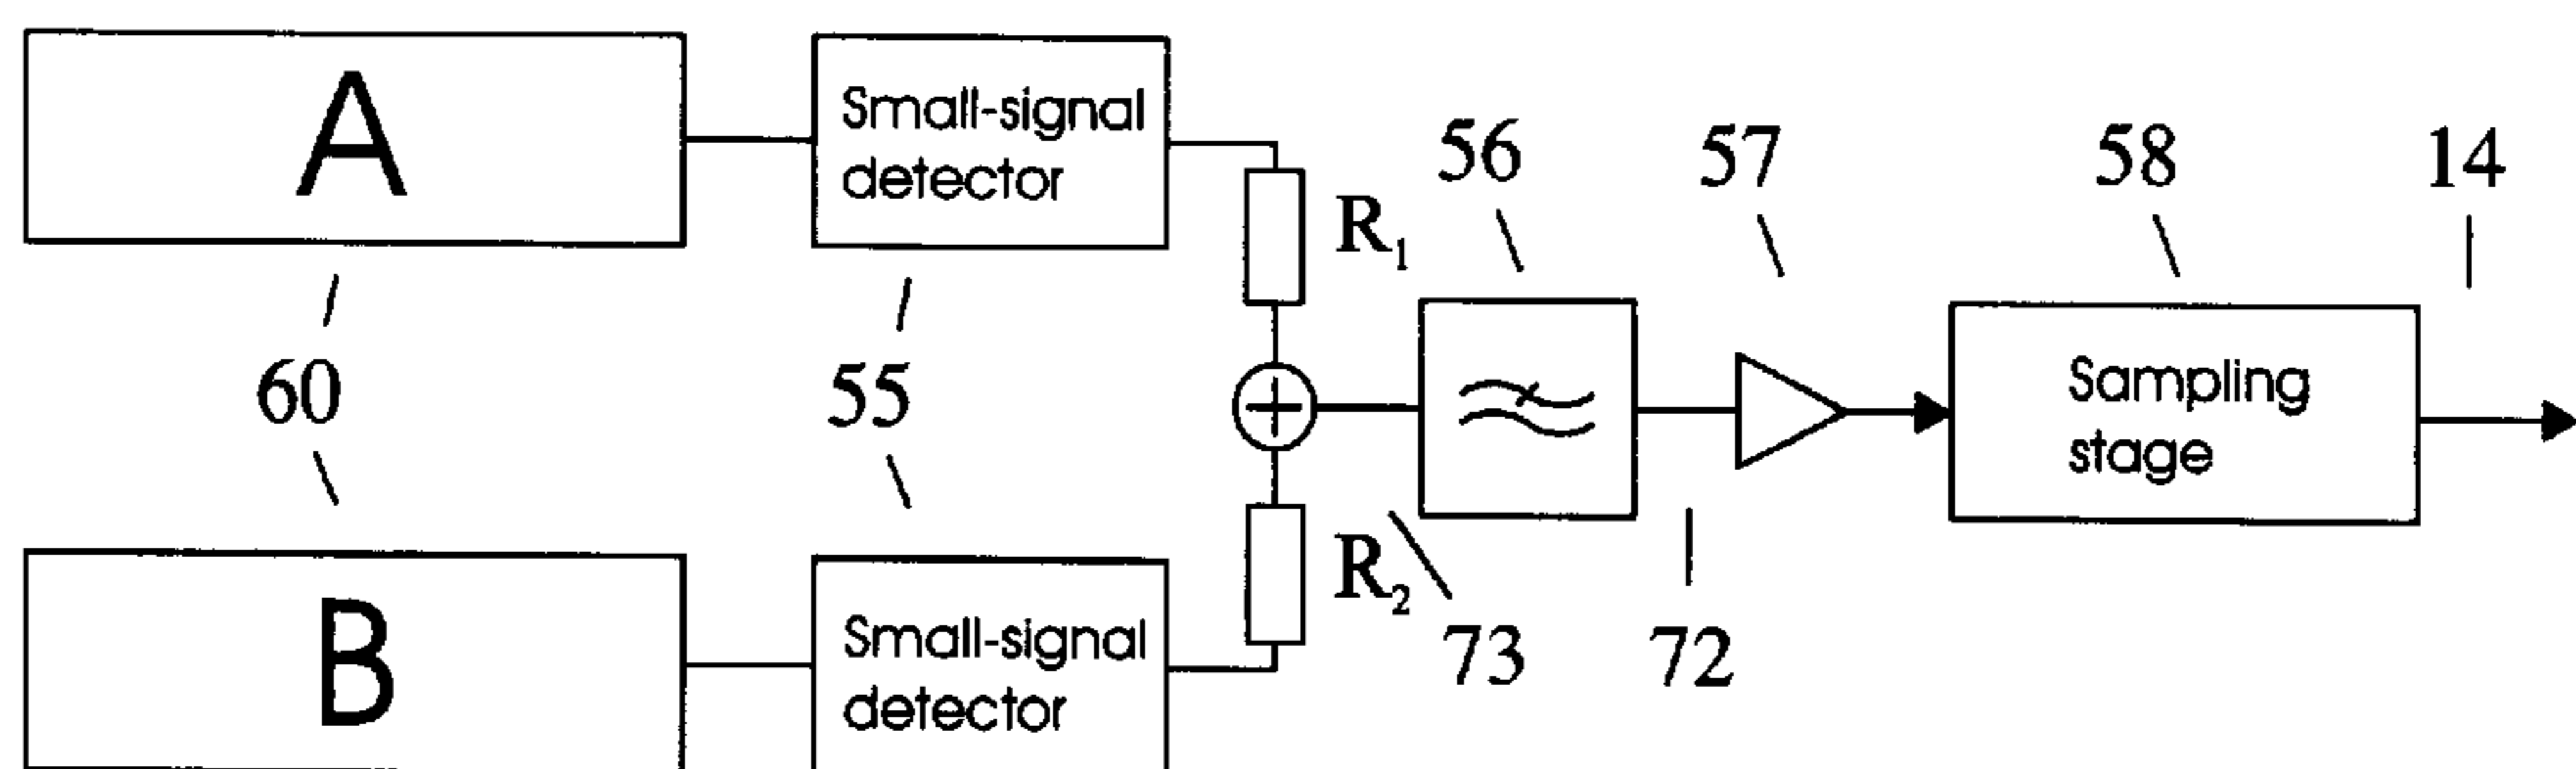 A
Small-signal
detector
R₁
56
57
58
14
60
55
Sampling
stage
R₂
73
72
B
Small-signal
detector